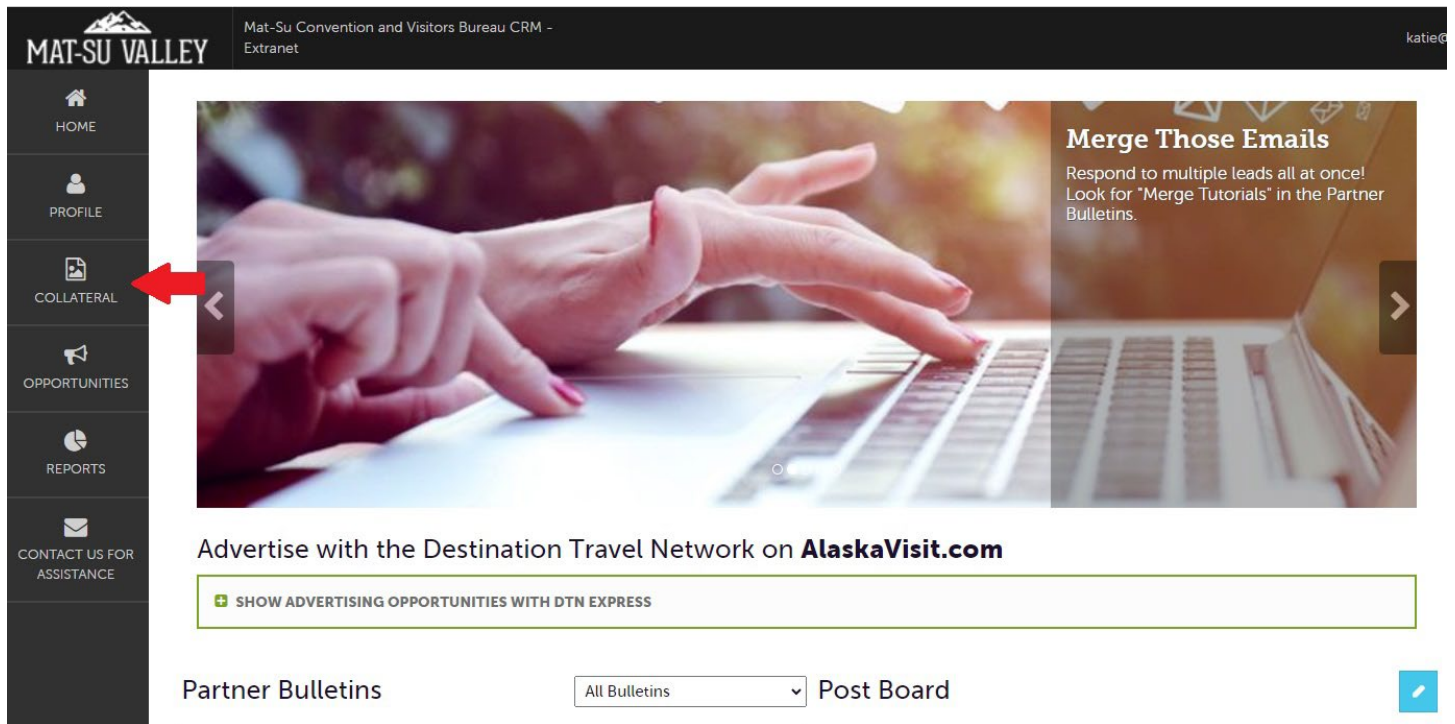 MAT-SU VALLEY
Mat-Su Convention and Visitors Bureau CRM -
Extranet
katie@
HOME
PROFILE
COLLATERAL
OPPORTUNITIES
REPORTS
CONTACT US FOR
ASSISTANCE
Merge Those Emails
Respond to multiple leads all at once!
Look for "Merge Tutorials" in the Partner
Bulletins.
Advertise with the Destination Travel Network on AlaskaVisit.com
SHOW ADVERTISING OPPORTUNITIES WITH DTN EXPRESS
Partner Bulletins
All Bulletins
Post Board